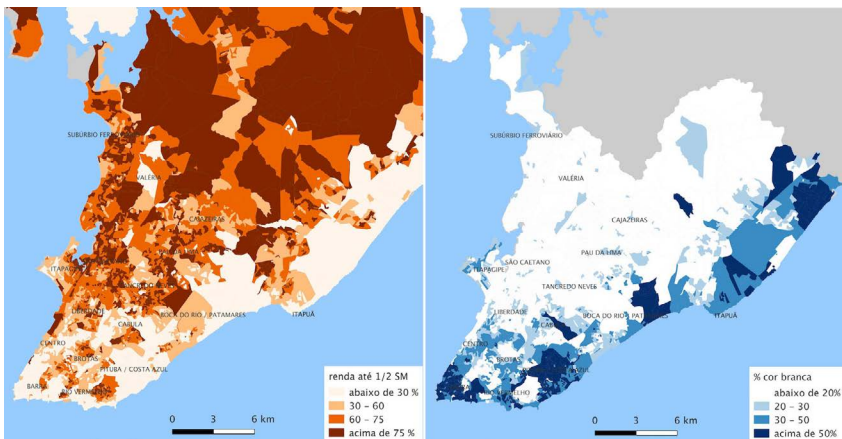 SUBÚRBIO FERROVIÁRIO
VALÉRIA
CAJAZEIRAS
ITAPAGIPE
TANCREDO NEVES
LIBERDADE
CABULA
BOCA DO RIO / PATAMARES
ITAPUÃ
CENTRO
BROTAS
PITUBA / COSTA AZUL
BARRA
RIO VERMELHO
renda até 1/2 SM
abaixo de 30 %
30 - 60
60 - 75
acima de 75 %
0 3 6 km
SUBÚRBIO FERROVIÁRIO
VALÉRIA
CAJAZEIRAS
PAU DA LIMA
SÃO CAETANO
ITAPAGIPE
TANCREDO NEVES
LIBERDADE
CABULA
BOCA DO RIO / PATAMARES
ITAPUÃ
CENTRO
BROTAS
AZUL
% cor branca
abaixo de 20%
20 - 30
30 - 50
acima de 50%
0 3 6 km